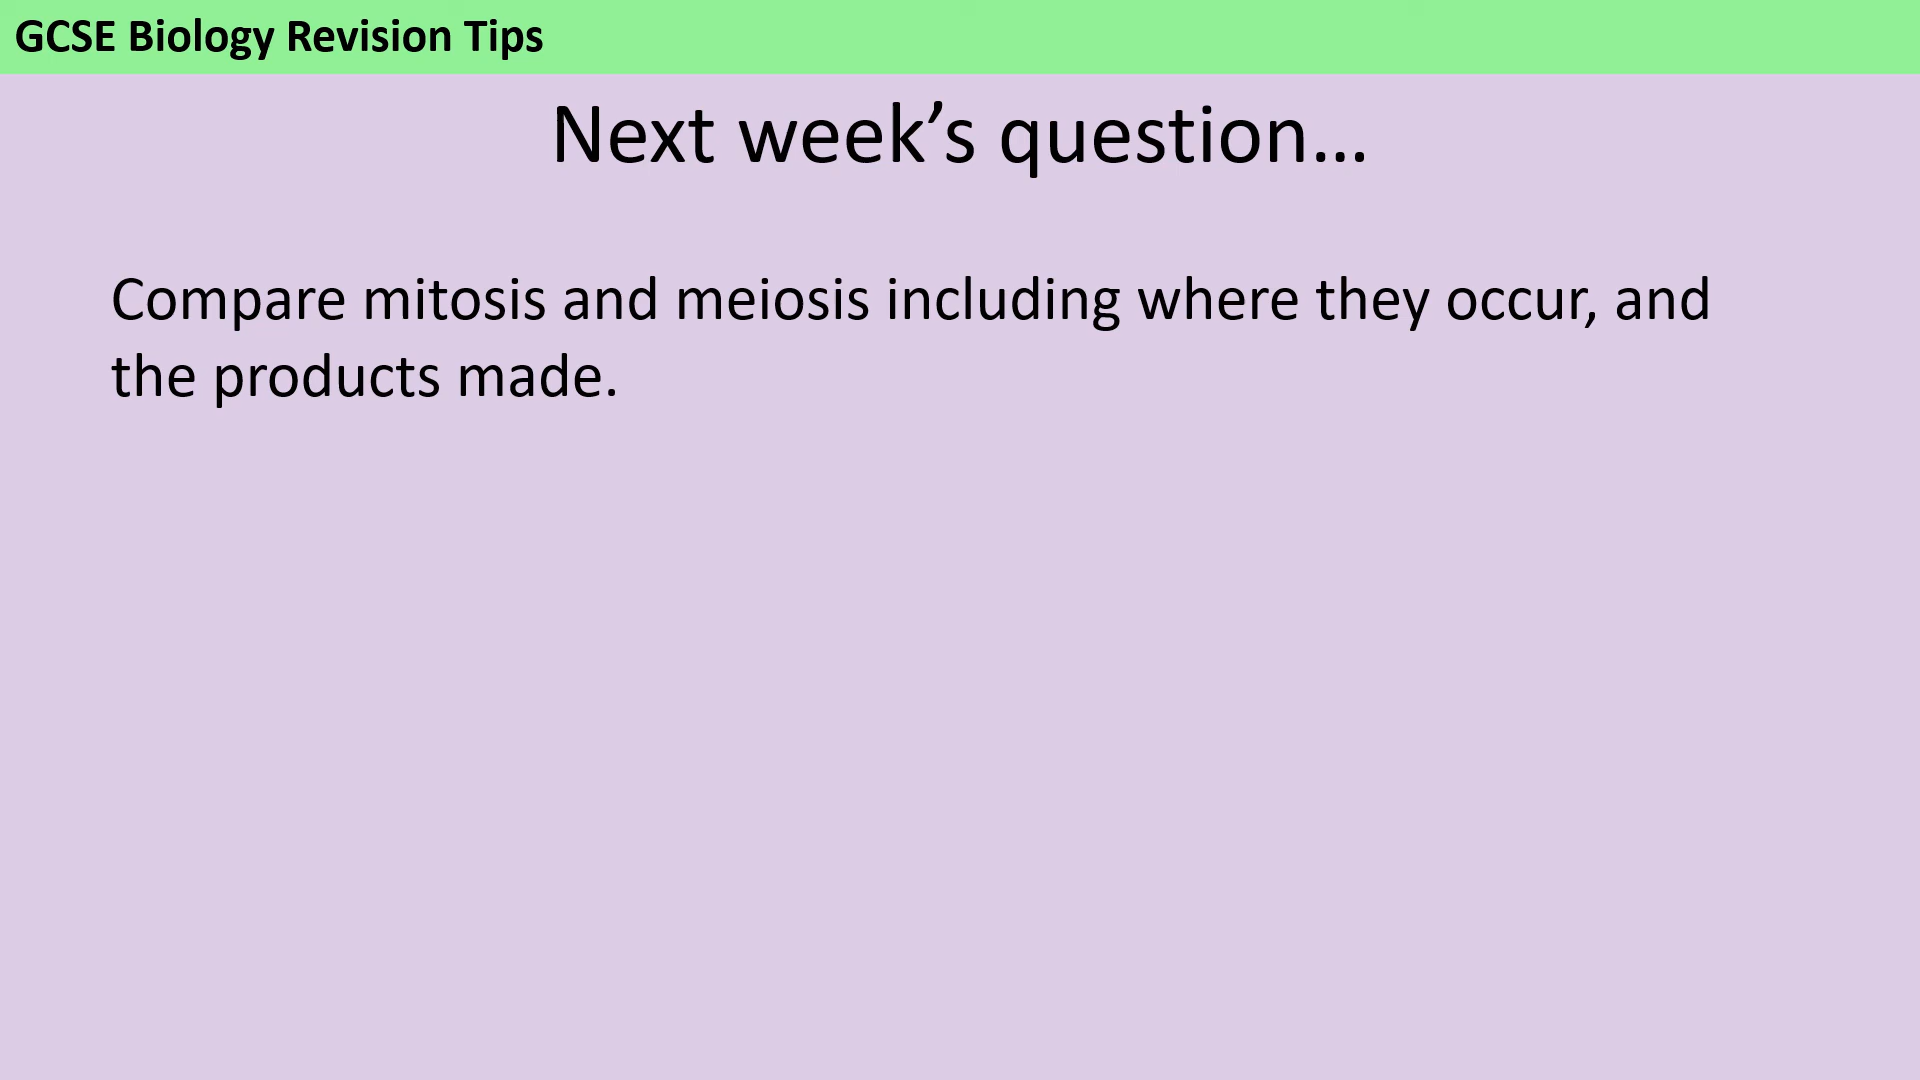 GCSE Biology Revision Tips
Next week’s question…
Compare mitosis and meiosis including where they occur, and
the products made.